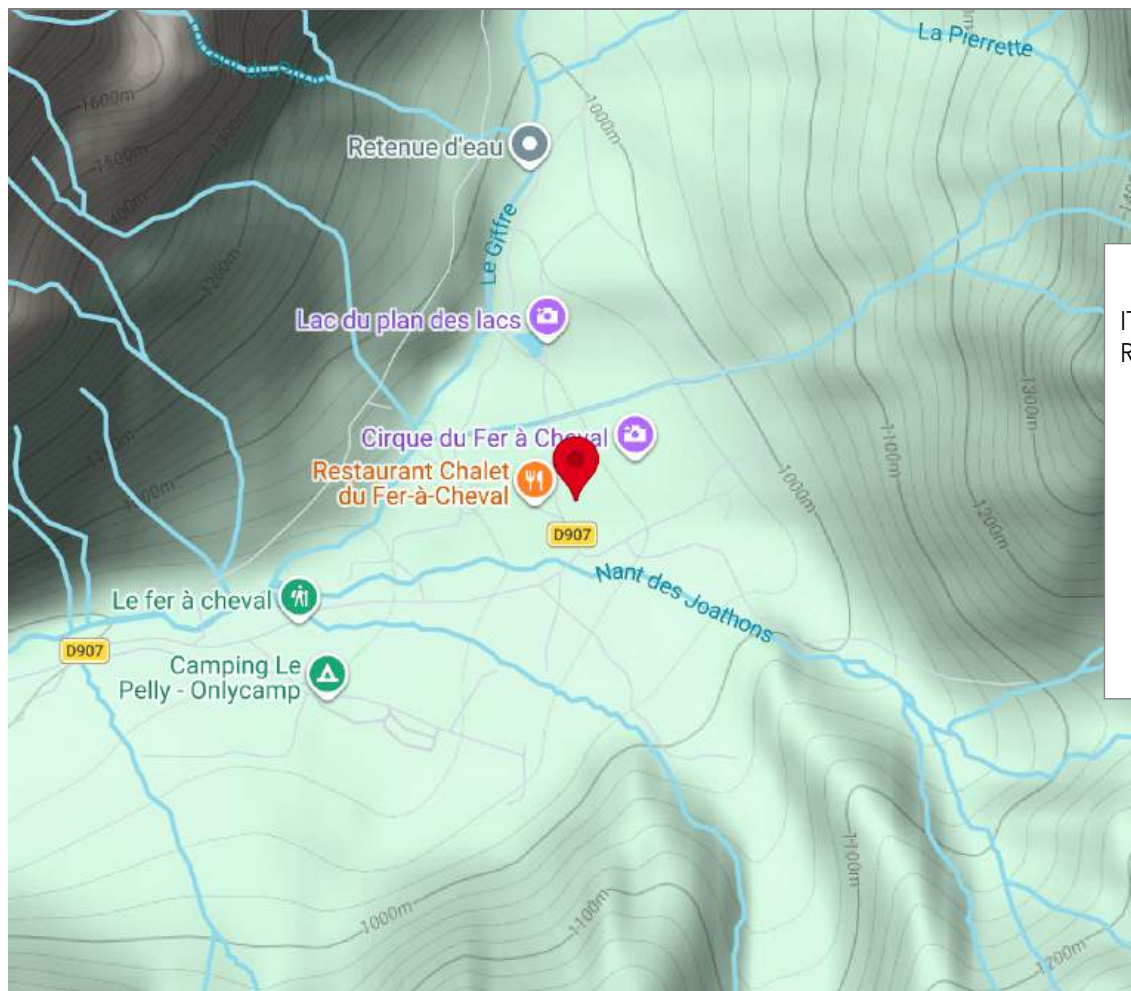 La Pierrette
1600m
1500m
1300m
1000m
Retenue d'eau
1200m
Le Giffre
Lac du plan des lacs
1300m
1100m
Cirque du Fer à Cheval
Restaurant Chalet
du Fer-à-Cheval
1000m
1200m
D907
Nant des Joathons
Le fer à cheval
D907
Camping Le
Pelly - Onlycamp
1000m
1100m
1100m
1200m